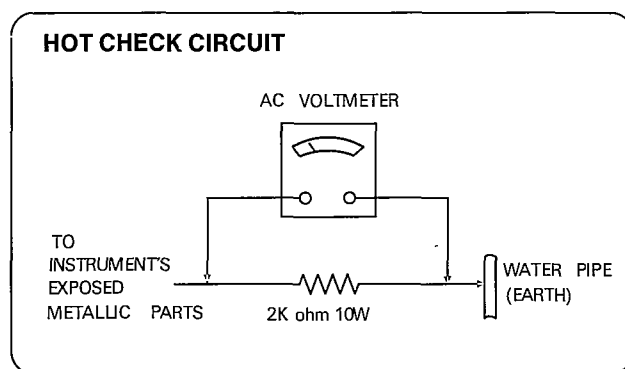 HOT CHECK CIRCUIT
AC VOLTMETER
TO
INSTRUMENT'S
EXPOSED
METALLIC PARTS
2K ohm 10W
WATER PIPE
(EARTH)